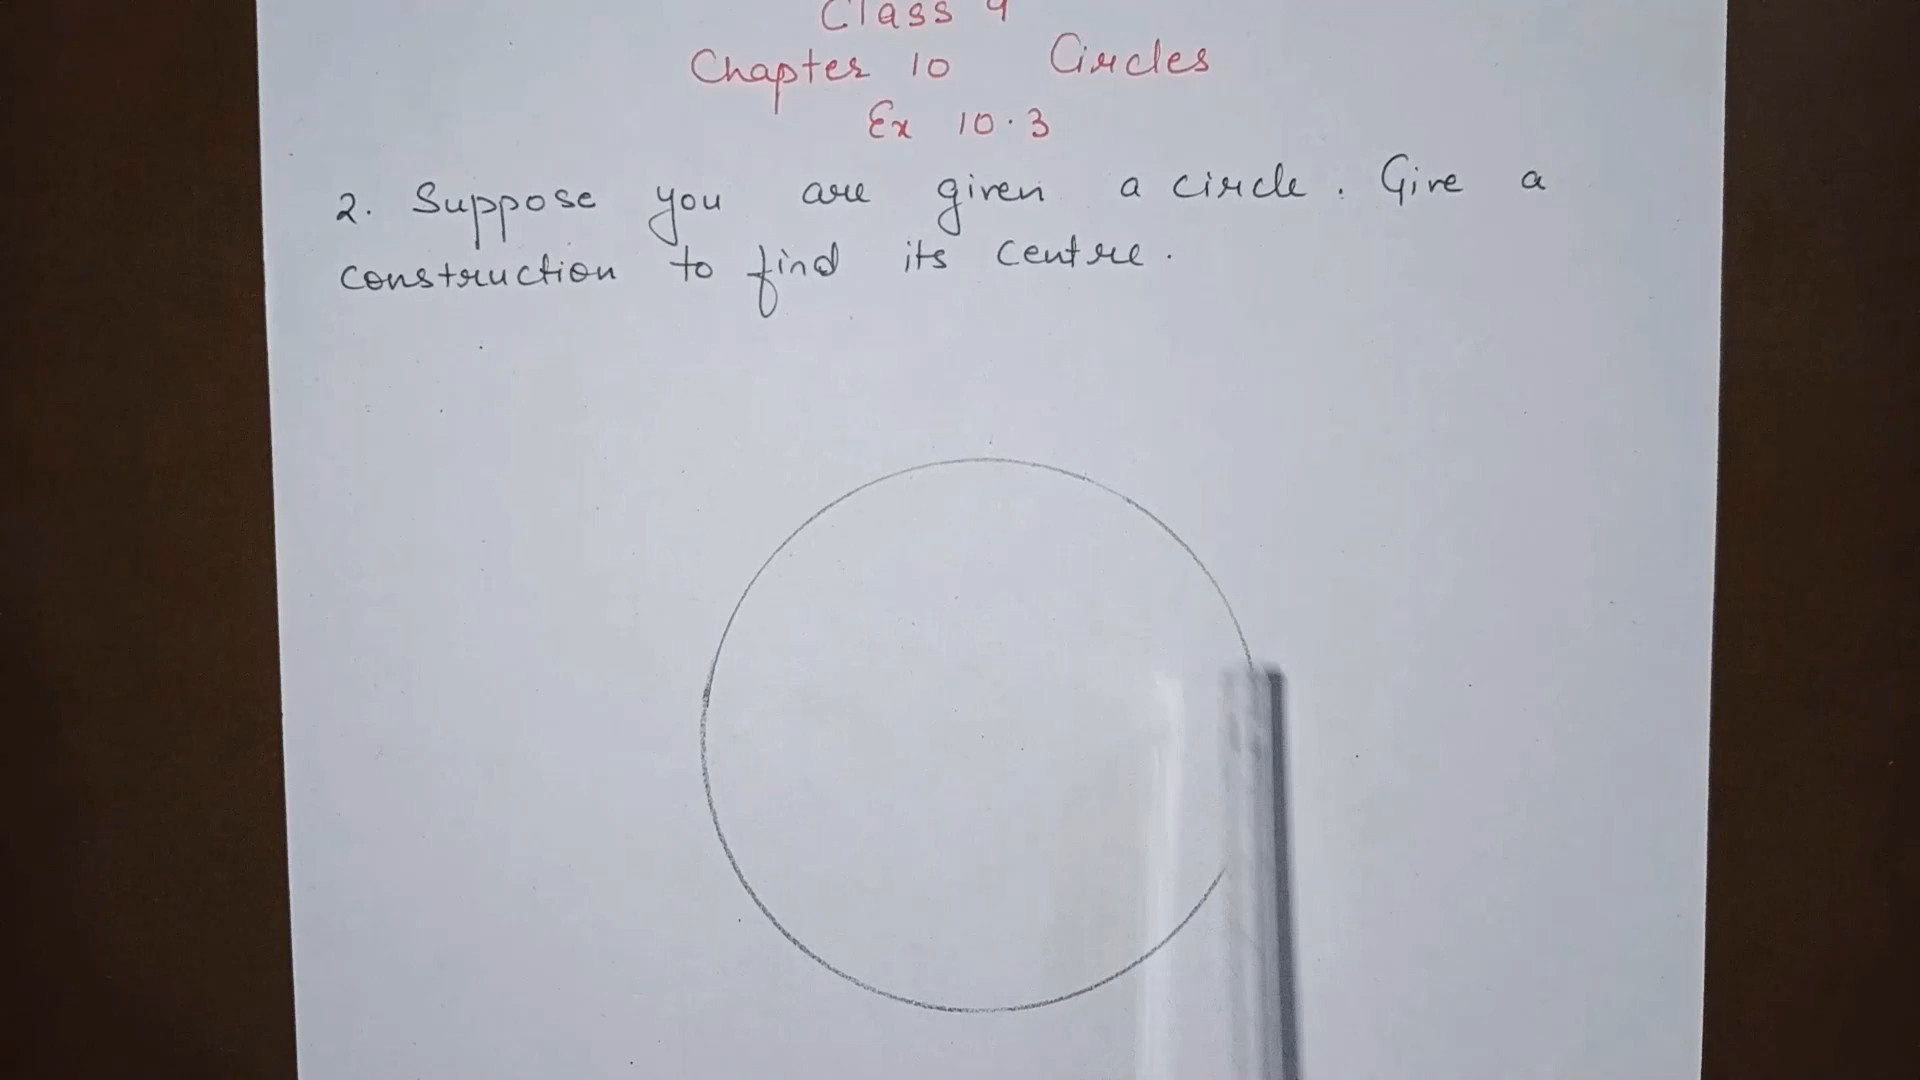 Class 9
Chapter 10 Circles
Ex 10.3
2. Suppose you are given a circle. Give a
construction to find its centre.